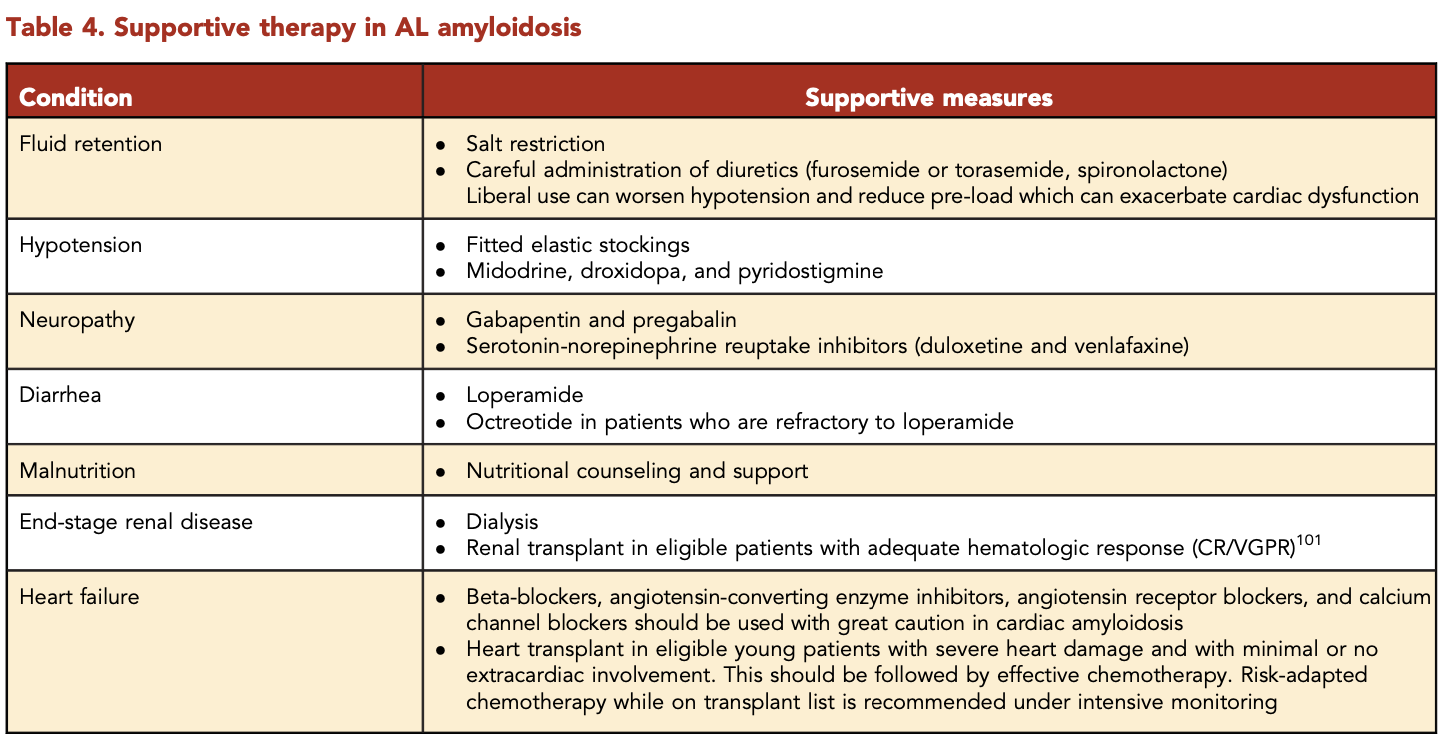 Table 4. Supportive therapy in AL amyloidosis
Condition
Supportive measures
Fluid retention
• Salt restriction
• Careful administration of diuretics (furosemide or torasemide, spironolactone)
Liberal use can worsen hypotension and reduce pre-load which can exacerbate cardiac dysfunction
Hypotension
• Fitted elastic stockings
• Midodrine, droxidopa, and pyridostigmine
Neuropathy
• Gabapentin and pregabalin
• Serotonin-norepinephrine reuptake inhibitors (duloxetine and venlafaxine)
Diarrhea
• Loperamide
• Octreotide in patients who are refractory to loperamide
Malnutrition
• Nutritional counseling and support
End-stage renal disease
• Dialysis
• Renal transplant in eligible patients with adequate hematologic response (CR/VGPR)101
Heart failure
• Beta-blockers, angiotensin-converting enzyme inhibitors, angiotensin receptor blockers, and calcium
channel blockers should be used with great caution in cardiac amyloidosis
• Heart transplant in eligible young patients with severe heart damage and with minimal or no
extracardiac involvement. This should be followed by effective chemotherapy. Risk-adapted
chemotherapy while on transplant list is recommended under intensive monitoring